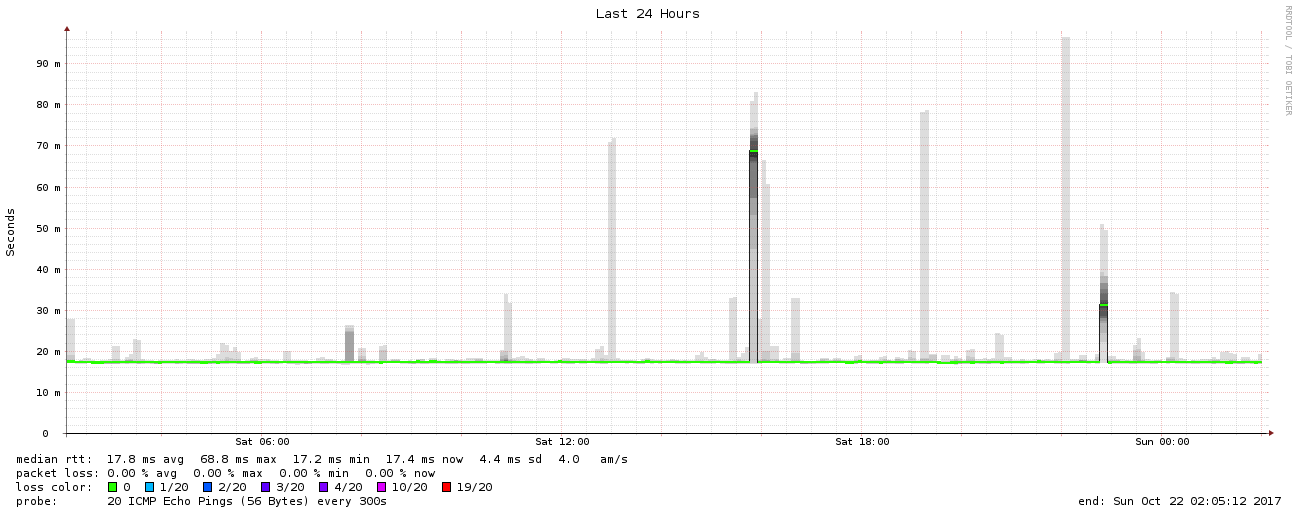 Last 24 Hours
RRDTOOL / TOBI OETIKER
Seconds
90 m
80 m
70 m
60 m
50 m
40 m
30 m
20 m
10 m
0
Sat 06:00 Sat 12:00 Sat 18:00 Sun 00:00
median rtt: 17.8 ms avg 68.8 ms max 17.2 ms min 17.4 ms now 4.4 ms sd 4.0 am/s
packet loss: 0.00 % avg 0.00 % max 0.00 % min 0.00 % now
loss color: 0 1/20 2/20 3/20 4/20 10/20 19/20
probe: 20 ICMP Echo Pings (56 Bytes) every 300s end: Sun Oct 22 02:05:12 2017